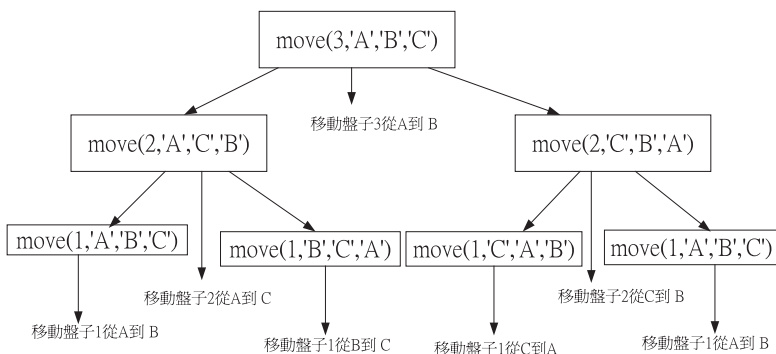 move(3,'A','B','C')
移動盤子3從A到 B
move(2,'A','C','B')
move(2,'C','B','A')
move(1,'A','B','C')
move(1,'B','C','A')
move(1,'C','A','B')
move(1,'A','B','C')
移動盤子2從A到 C
移動盤子2從C到 B
移動盤子1從A到 B
移動盤子1從B到 C
移動盤子1從C到A
移動盤子1從A到 B